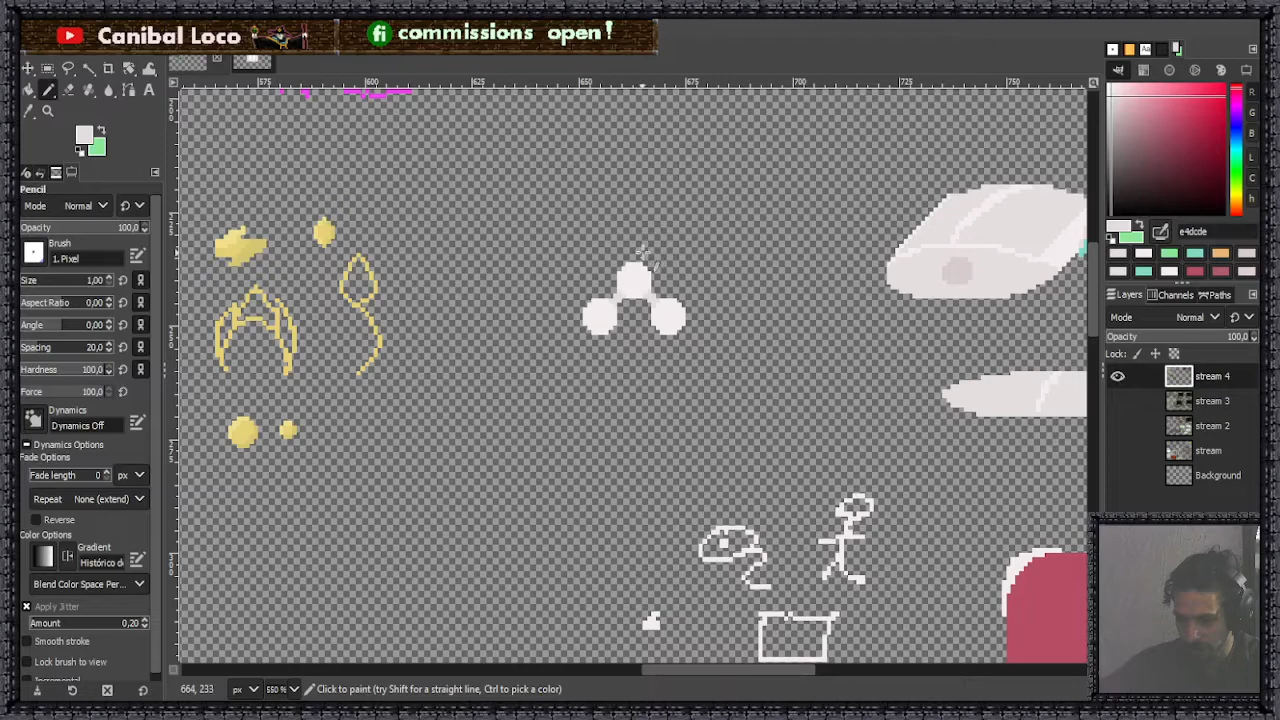 Canibal Loco
fi commissions open!
575 600 650 675 700 725 750
Pencil
Mode Normal
Opacity 100,0
Brush
1. Pixel
Size 1,00
Aspect Ratio 0,00
Angle 0,00
Spacing 20,0
Hardness 100,0
Force 100,0
Dynamics
Dynamics Off
Dynamics Options
Fade Options
Fade length 0 px
Repeat None (extend)
Reverse
Color Options
Gradient
Histórico d
Blend Color Space Per...
Apply Jitter
Amount 0,20
Smooth stroke
Lock brush to view
Incremental
664, 233 px 550 % Click to paint (try Shift for a straight line, Ctrl to pick a color)
Aa
R
G
B
L
C
h
e4dcde
Layers Channels Paths
Mode Normal
Opacity 100,0
Lock:
stream 4
stream 3
stream 2
stream
Background